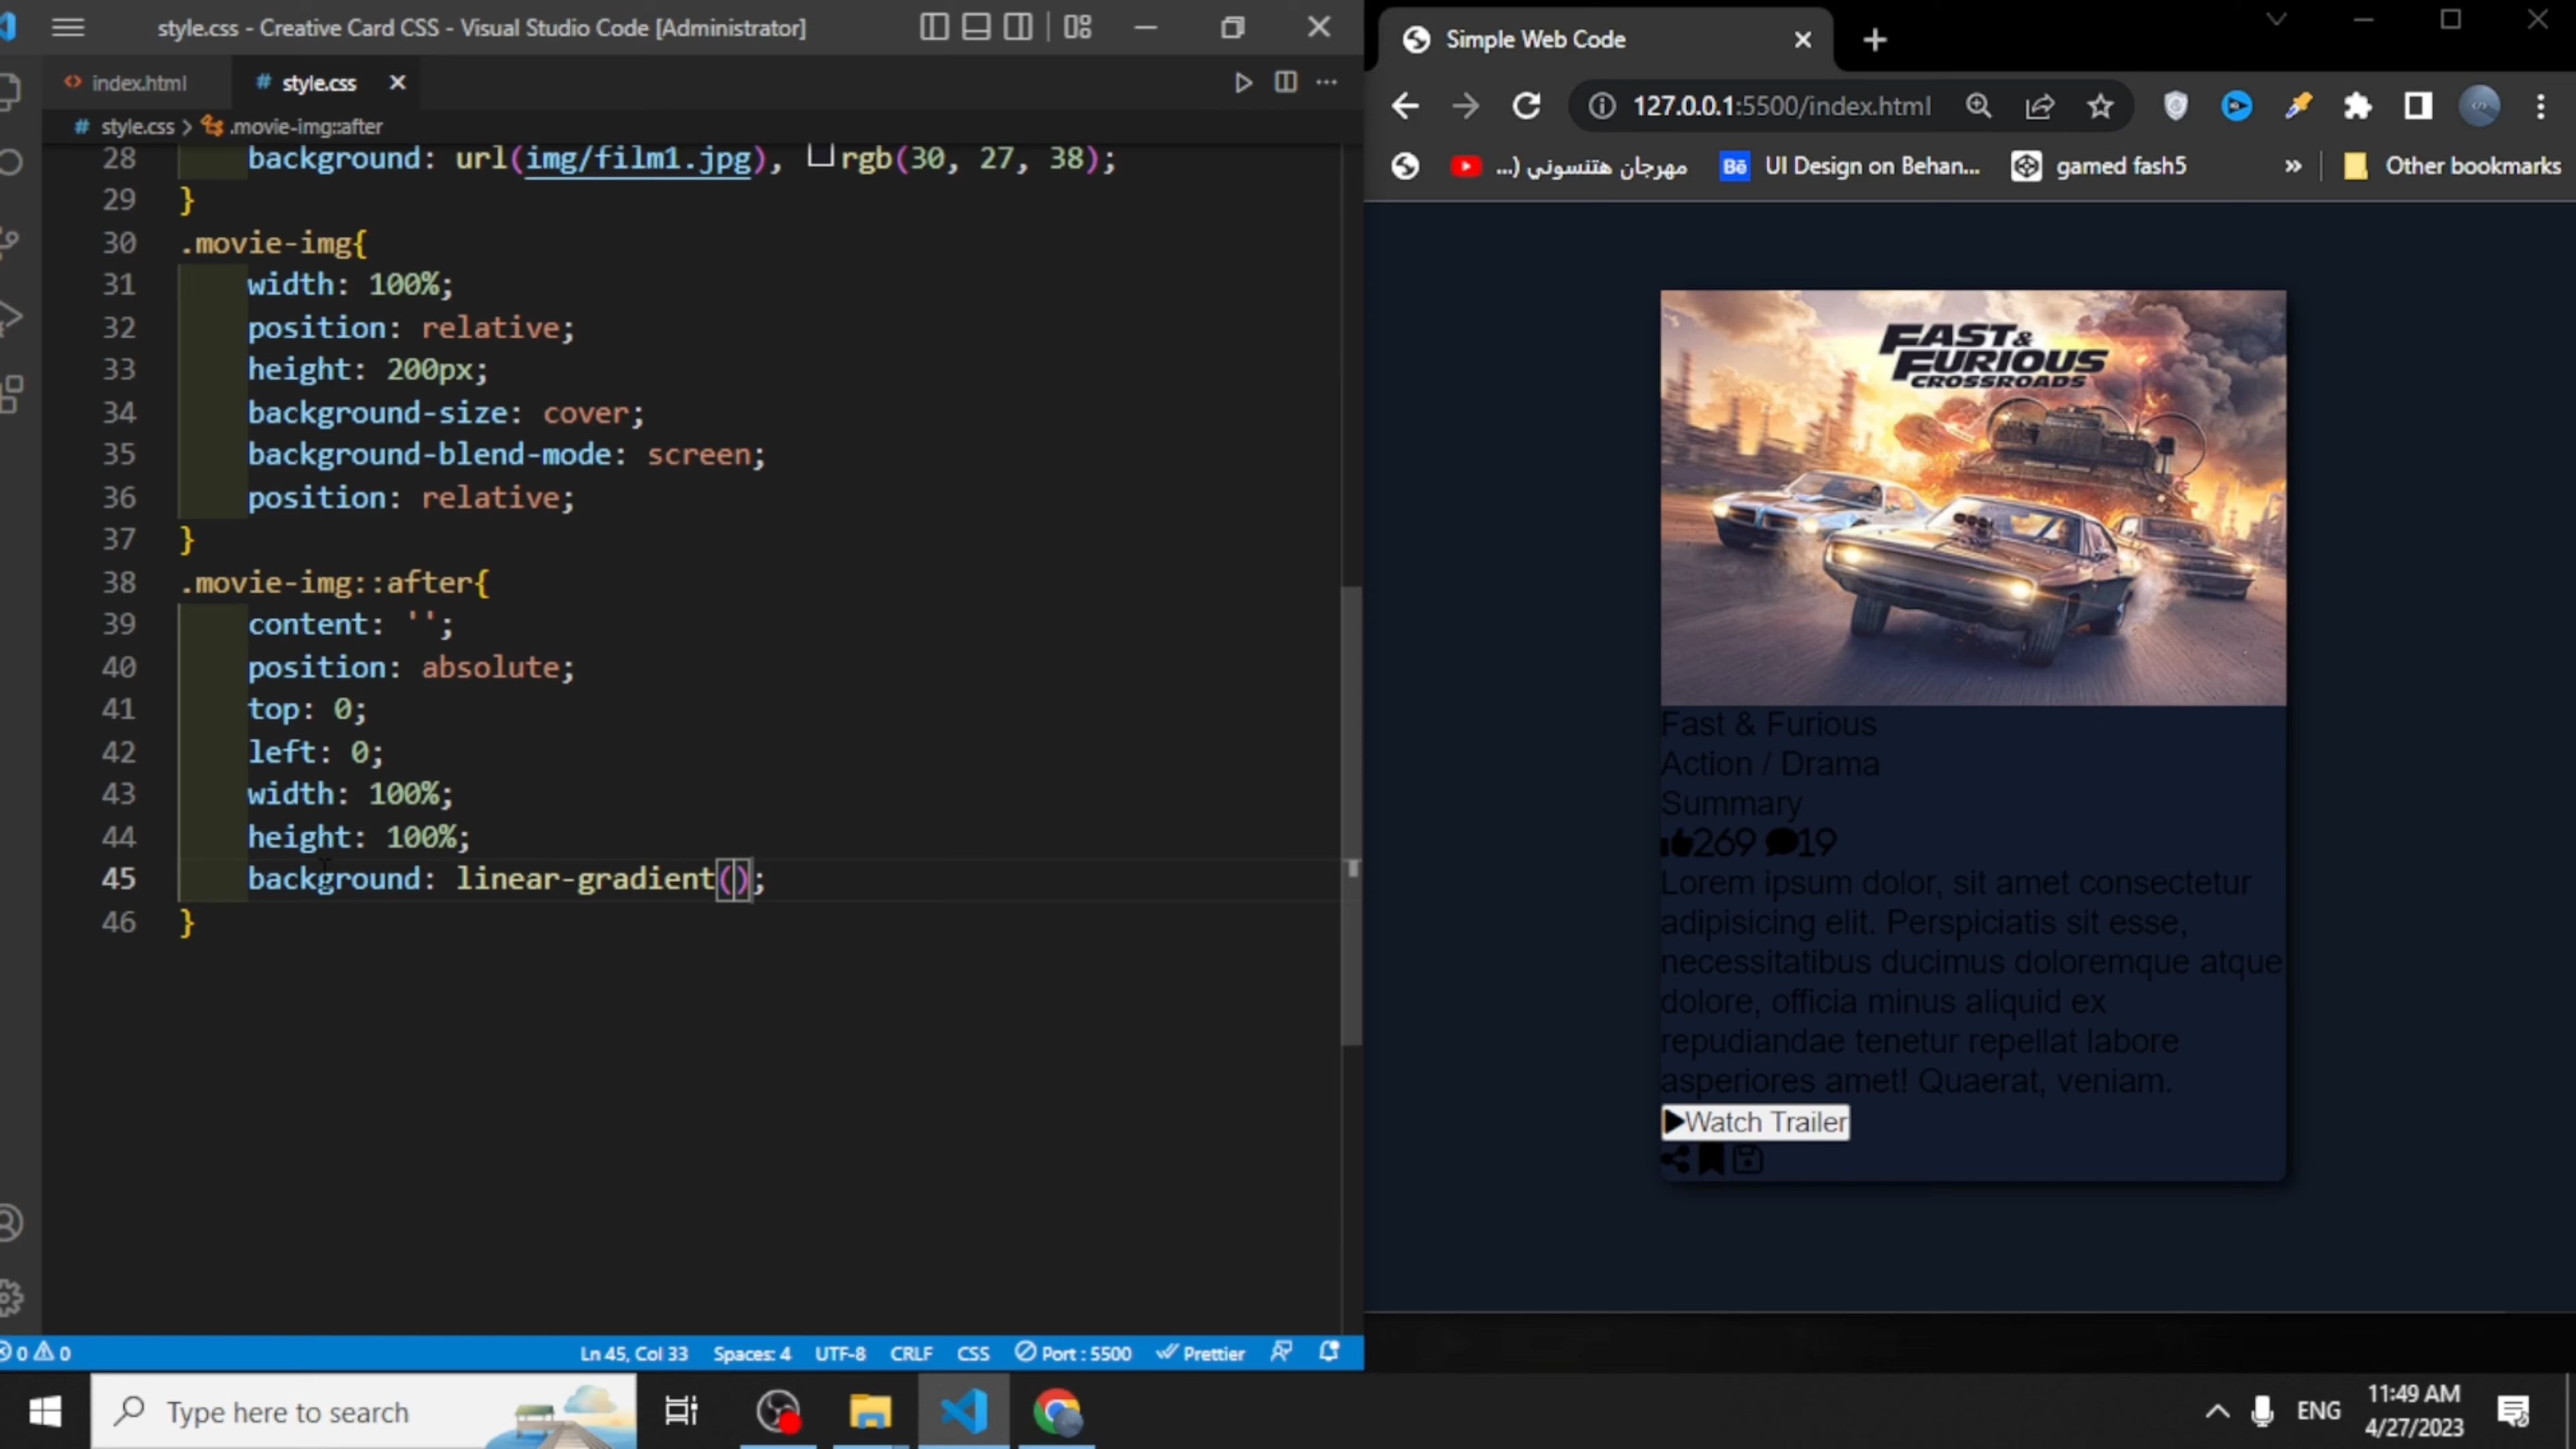 style.css - Creative Card CSS - Visual Studio Code [Administrator]
index.html
# style.css
# style.css > .movie-img::after
28 background: url(img/film1.jpg), rgb(30, 27, 38);
29 }
30 .movie-img{
31 width: 100%;
32 position: relative;
33 height: 200px;
34 background-size: cover;
35 background-blend-mode: screen;
36 position: relative;
37 }
38 .movie-img::after{
39 content: '';
40 position: absolute;
41 top: 0;
42 left: 0;
43 width: 100%;
44 height: 100%;
45 background: linear-gradient();
46 }
0 0
Ln 45, Col 33 Spaces: 4 UTF-8 CRLF CSS Port : 5500 Prettier
Simple Web Code
127.0.0.1:5500/index.html
مهرجان هتنسوني (...
Bē UI Design on Behan...
gamed fash5
» Other bookmarks
FAST &
FURIOUS
CROSSROADS
Fast & Furious
Action / Drama
Summary
269 19
Lorem ipsum dolor, sit amet consectetur
adipisicing elit. Perspiciatis sit esse,
necessitatibus ducimus doloremque atque
dolore, officia minus aliquid ex
repudiandae tenetur repellat labore
asperiores amet! Quaerat, veniam.
Watch Trailer
Type here to search
ENG
11:49 AM
4/27/2023